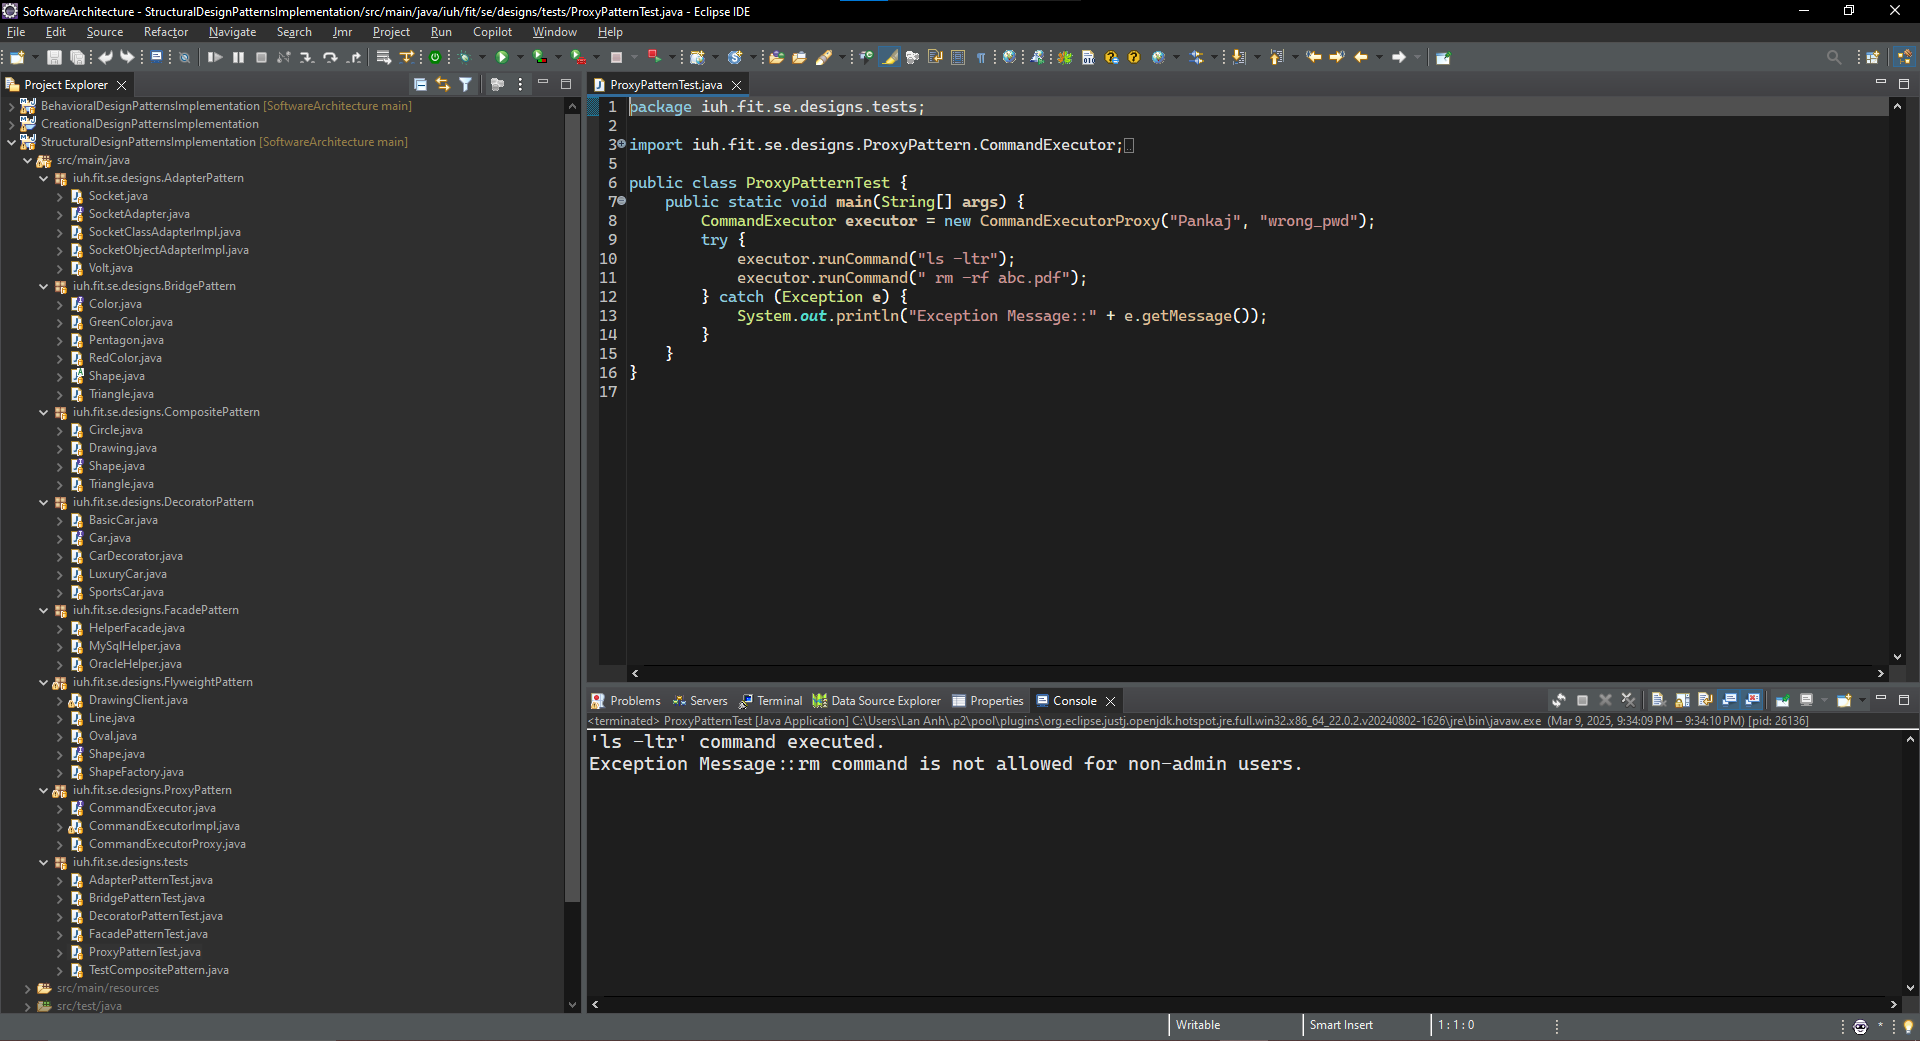 SoftwareArchitecture - StructuralDesignPatternsImplementation/src/main/java/iuh/fit/se/designs/tests/ProxyPatternTest.java - Eclipse IDE
File Edit Source Refactor Navigate Search Jmr Project Run Copilot Window Help
Project Explorer
BehavioralDesignPatternsImplementation [SoftwareArchitecture main]
CreationalDesignPatternsImplementation
StructuralDesignPatternsImplementation [SoftwareArchitecture main]
src/main/java
iuh.fit.se.designs.AdapterPattern
Socket.java
SocketAdapter.java
SocketClassAdapterImpl.java
SocketObjectAdapterImpl.java
Volt.java
iuh.fit.se.designs.BridgePattern
Color.java
GreenColor.java
Pentagon.java
RedColor.java
Shape.java
Triangle.java
iuh.fit.se.designs.CompositePattern
Circle.java
Drawing.java
Shape.java
Triangle.java
iuh.fit.se.designs.DecoratorPattern
BasicCar.java
Car.java
CarDecorator.java
LuxuryCar.java
SportsCar.java
iuh.fit.se.designs.FacadePattern
HelperFacade.java
MySqlHelper.java
OracleHelper.java
iuh.fit.se.designs.FlyweightPattern
DrawingClient.java
Line.java
Oval.java
Shape.java
ShapeFactory.java
iuh.fit.se.designs.ProxyPattern
CommandExecutor.java
CommandExecutorImpl.java
CommandExecutorProxy.java
iuh.fit.se.designs.tests
AdapterPatternTest.java
BridgePatternTest.java
DecoratorPatternTest.java
FacadePatternTest.java
ProxyPatternTest.java
TestCompositePattern.java
src/main/resources
src/test/java
ProxyPatternTest.java
1 package iuh.fit.se.designs.tests;
2
3 import iuh.fit.se.designs.ProxyPattern.CommandExecutor;
5
6 public class ProxyPatternTest {
7 public static void main(String[] args) {
8 CommandExecutor executor = new CommandExecutorProxy("Pankaj", "wrong_pwd");
9 try {
10 executor.runCommand("ls -ltr");
11 executor.runCommand(" rm -rf abc.pdf");
12 } catch (Exception e) {
13 System.out.println("Exception Message::" + e.getMessage());
14 }
15 }
16 }
17
Problems Servers Terminal Data Source Explorer Properties Console
<terminated> ProxyPatternTest [Java Application] C:\Users\Lan Anh\.p2\pool\plugins\org.eclipse.justj.openjdk.hotspot.jre.full.win32.x86_64_22.0.2.v20240802-1626\jre\bin\javaw.exe (Mar 9, 2025, 9:34:09 PM – 9:34:10 PM) [pid: 26136]
'ls -ltr' command executed.
Exception Message::rm command is not allowed for non-admin users.
Writable Smart Insert 1 : 1 : 0